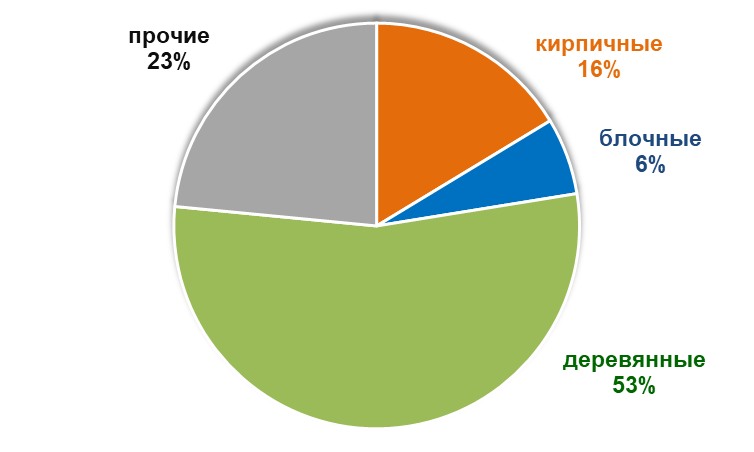 прочие
23%
кирпичные
16%
блочные
6%
деревянные
53%